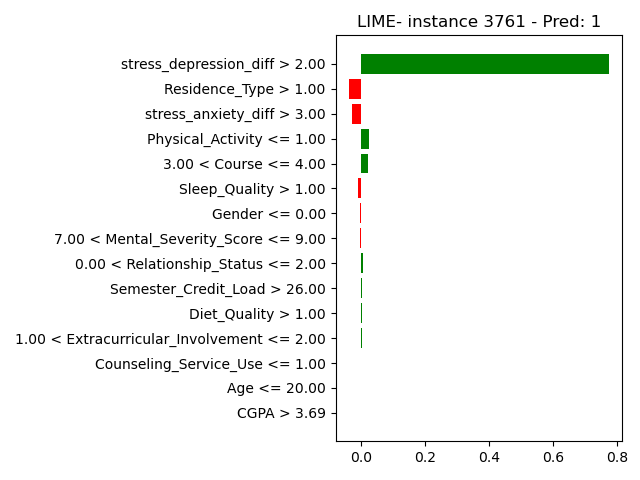 LIME- instance 3761 - Pred: 1
stress_depression_diff > 2.00
Residence_Type > 1.00
stress_anxiety_diff > 3.00
Physical_Activity <= 1.00
3.00 < Course <= 4.00
Sleep_Quality > 1.00
Gender <= 0.00
7.00 < Mental_Severity_Score <= 9.00
0.00 < Relationship_Status <= 2.00
Semester_Credit_Load > 26.00
Diet_Quality > 1.00
1.00 < Extracurricular_Involvement <= 2.00
Counseling_Service_Use <= 1.00
Age <= 20.00
CGPA > 3.69
0.0 0.2 0.4 0.6 0.8